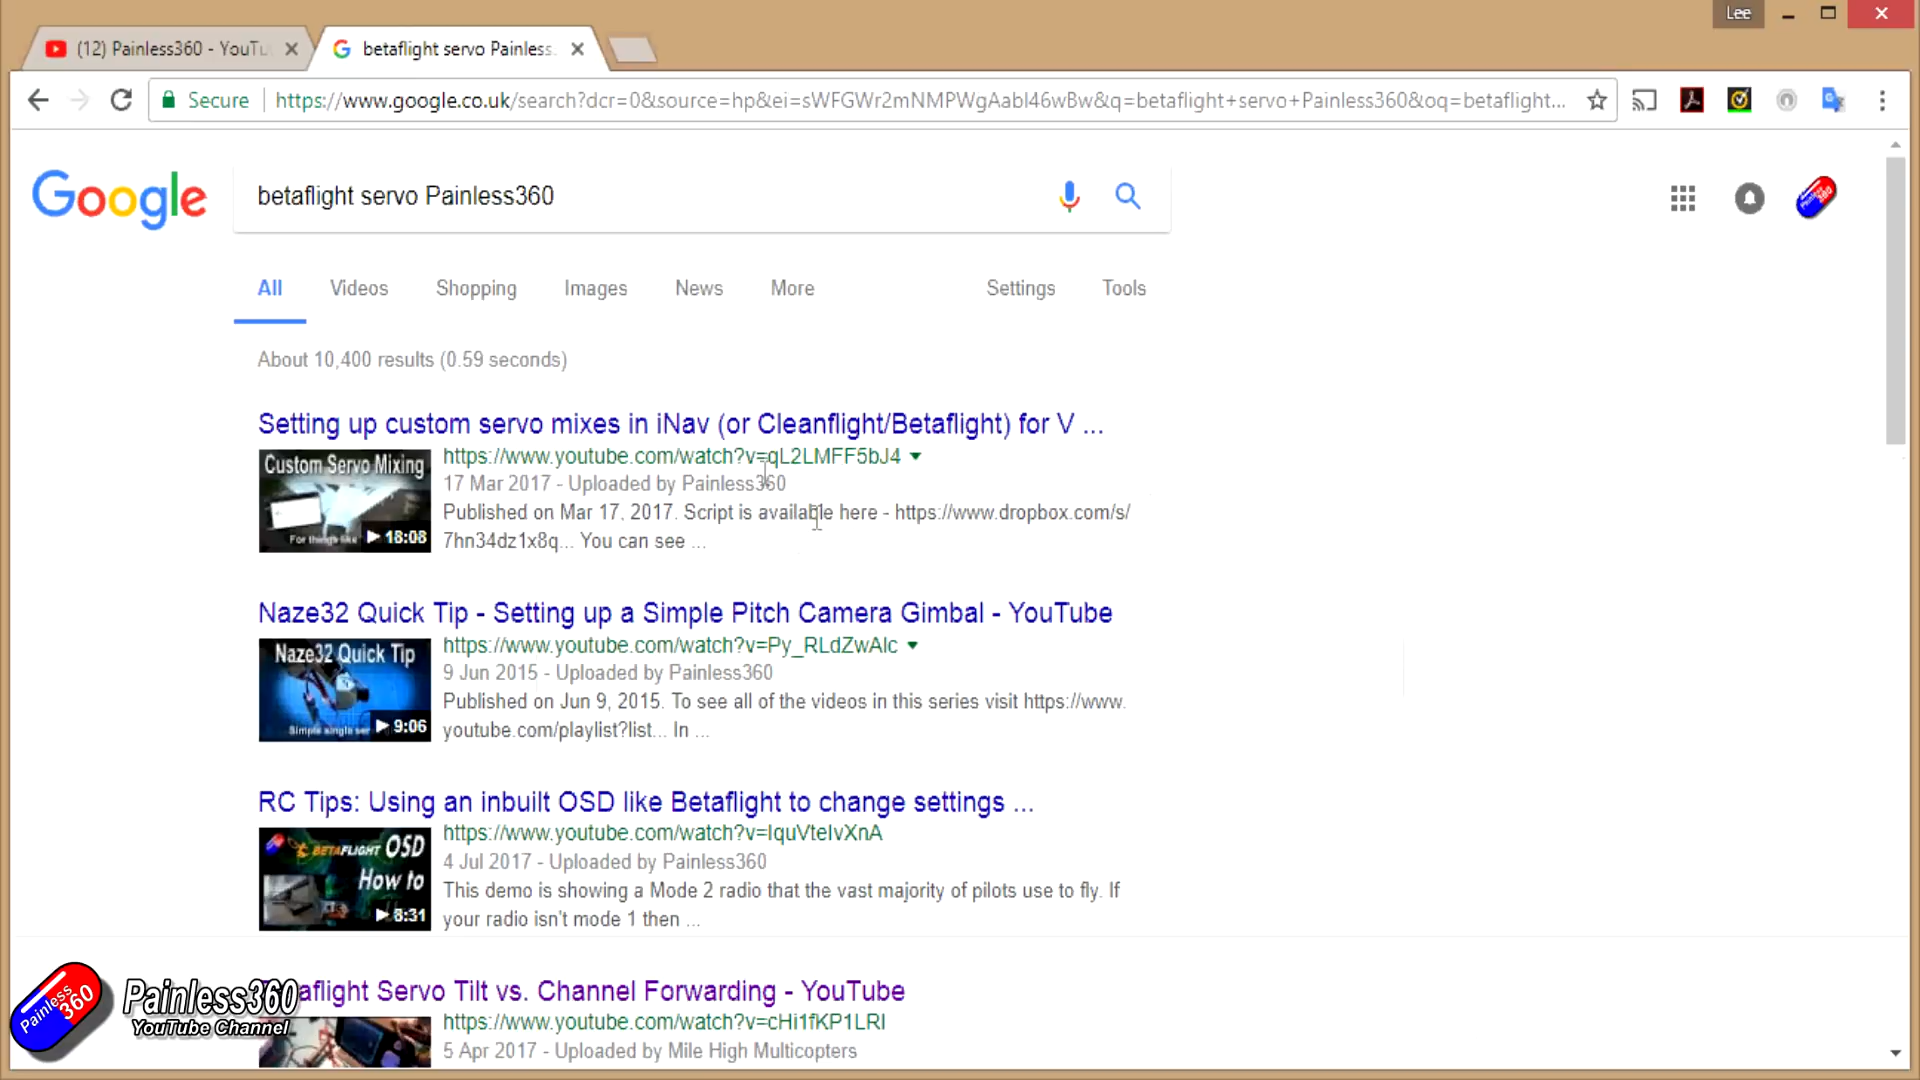 Lee
(12) Painless360 - YouTu
betaflight servo Painless
Secure
https://www.google.co.uk/search?dcr=0&source=hp&ei=sWFGWr2mNMPWgAabl46wBw&q=betaflight+servo+Painless360&oq=betaflight...
Google
betaflight servo Painless360
All Videos Shopping Images News More Settings Tools
About 10,400 results (0.59 seconds)
Setting up custom servo mixes in iNav (or Cleanflight/Betaflight) for V ...
https://www.youtube.com/watch?v=qL2LMFF5bJ4
17 Mar 2017 - Uploaded by Painless360
Published on Mar 17, 2017. Script is available here - https://www.dropbox.com/s/
7hn34dz1x8q... You can see ...
Custom Servo Mixing
For things like
18:08
Naze32 Quick Tip - Setting up a Simple Pitch Camera Gimbal - YouTube
https://www.youtube.com/watch?v=Py_RLdZwAlc
9 Jun 2015 - Uploaded by Painless360
Published on Jun 9, 2015. To see all of the videos in this series visit https://www.
youtube.com/playlist?list... In ...
Naze32 Quick Tip
Simple single ser
9:06
RC Tips: Using an inbuilt OSD like Betaflight to change settings ...
https://www.youtube.com/watch?v=IquVteIvXnA
4 Jul 2017 - Uploaded by Painless360
This demo is showing a Mode 2 radio that the vast majority of pilots use to fly. If
your radio isn't mode 1 then ...
BETAFLIGHT OSD
How to
8:31
aflight Servo Tilt vs. Channel Forwarding - YouTube
https://www.youtube.com/watch?v=cHi1fKP1LRI
5 Apr 2017 - Uploaded by Mile High Multicopters
Painless 360
Painless360
YouTube Channel